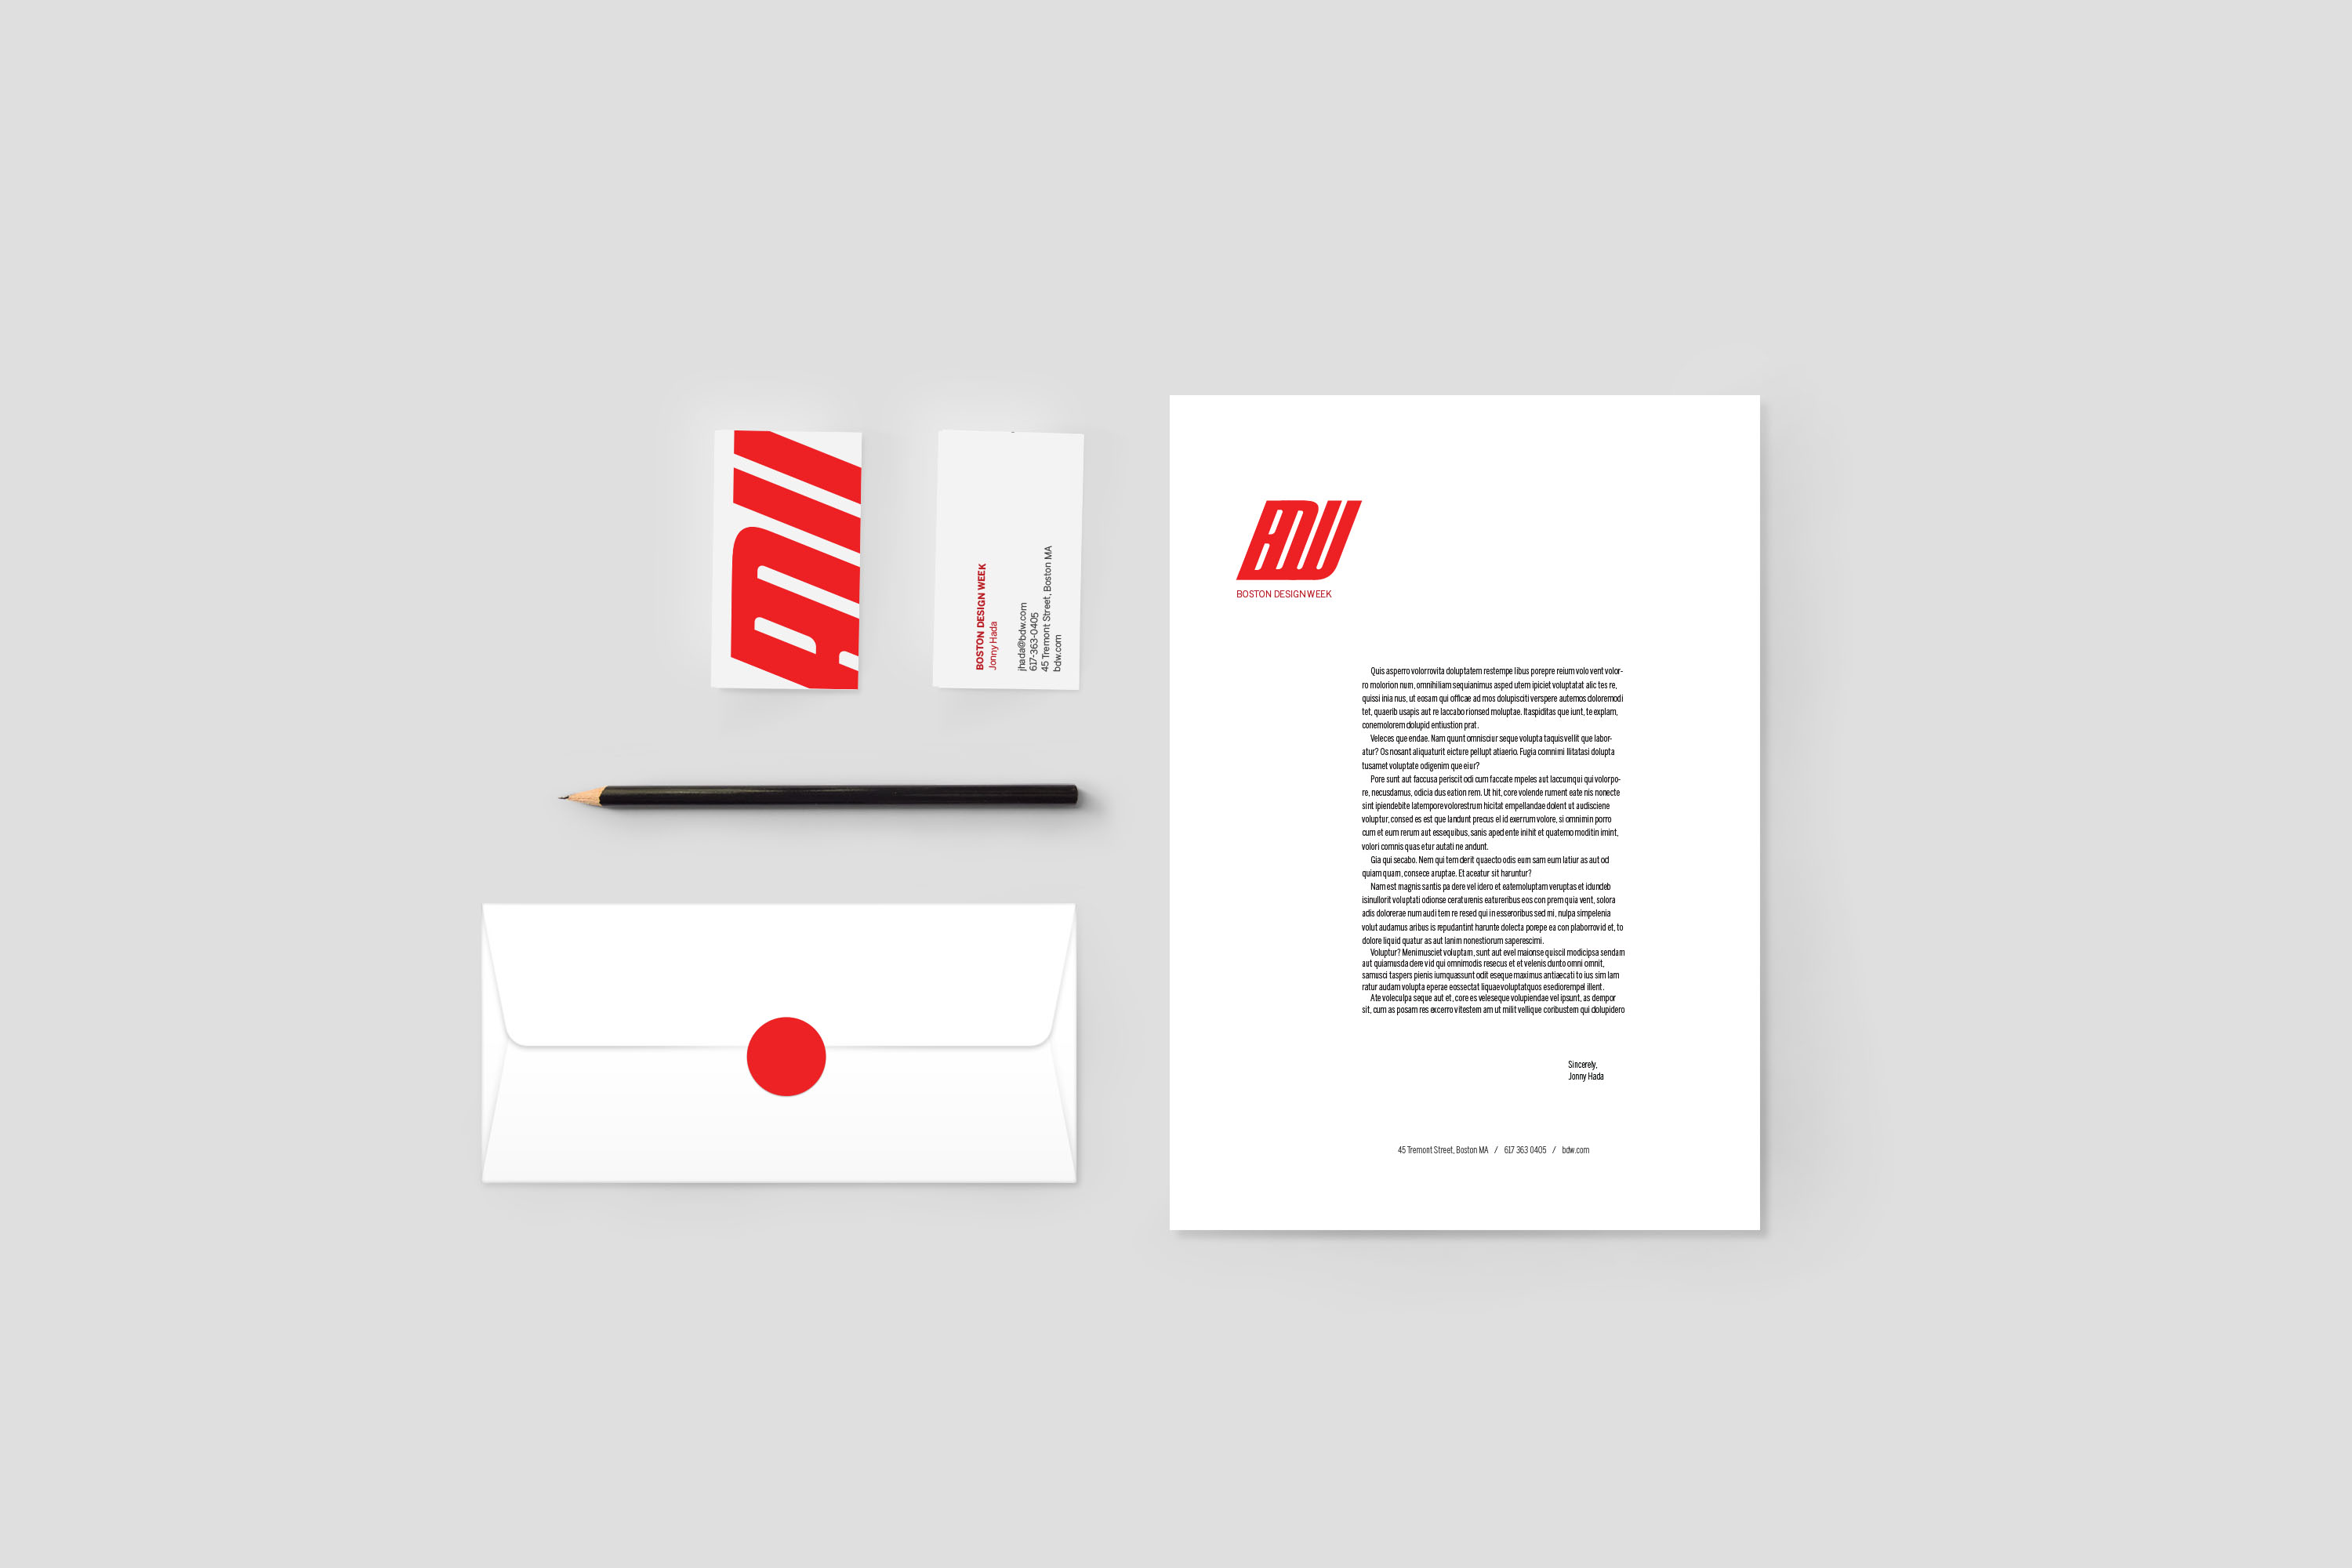 BOSTON DESIGN WEEK
Jonny Hada
jhada@bdw.com
617-363-0405
45 Tremont Street, Boston MA
bdw.com
BDW
BOSTON DESIGN WEEK
Quis asperro volorrovita doluptatem restempe libus porepre reium volo vent volor-
ro molorion num, omnihiliam sequianimus asped utem ipiciet voluptatat alic tes re,
quissi inia nus, ut eosam qui officae ad mos dolupisciti verspere autemos doloremodi
tet, quaerib usapis aut re laccabo rionsed moluptae. Itaspiditas que iunt, te explam,
conemolorem dolupid entiustion prat.
Veleces que endae. Nam quunt omnisciur seque volupta taquis vellit que labor-
atur? Os nosant aliquaturit eicture pellupt atiaerio. Fugia comnimi llitatasi dolupta
tusamet voluptate odigenim que eiur?
Pore sunt aut faccusa periscit odi cum faccate mpeles aut laccumqui qui volorpo-
re, necusdamus, odicia dus eation rem. Ut hit, core volende rument eate nis nonecte
sint ipiendebite latempore volorestrum hicitat empellandae dolent ut audisciene
voluptur, consed es est que landunt precus el id exerrum volore, si omnimin porro
cum et eum rerum aut essequibus, sanis aped ente inihit et quatemo moditin imint,
volori comnis quas etur autati ne andunt.
Gia qui secabo. Nem qui tem derit quaecto odis eum sam eum latiur as aut od
quiam quam, consece aruptae. Et aceatur sit haruntur?
Nam est magnis santis pa dere vel idero et eatemoluptam veruptas et idundeb
isinullorit voluptati odionse ceraturenis eatureribus eos con prem quia vent, solora
adis dolorerae num audi tem re resed qui in esseroribus sed mi, nulpa simpelenia
volut audamus aribus is repudantint harunte dolecta porepe ea con plaborrovid et, to
dolore liquid quatur as aut lanim nonestiorum saperescimi.
Voluptur? Menimusciet voluptam, sunt aut evel maionse quiscil modicipsa sendam
aut quiamusda dere vid qui omnimodis resecus et et velenis dunto omni omnit,
samusci taspers pienis iumquassunt odit eseque maximus antiaecati to ius sim lam
ratur audam volupta eperae eossectat liquae voluptatquos esediorempel illent.
Ate voleculpa seque aut et, core es veleseque volupiendae vel ipsunt, as dempor
sit, cum as posam res excerro vitestem am ut milit vellique coribustem qui dolupidero
Sincerely,
Jonny Hada
45 Tremont Street, Boston MA / 617 363 0405 / bdw.com